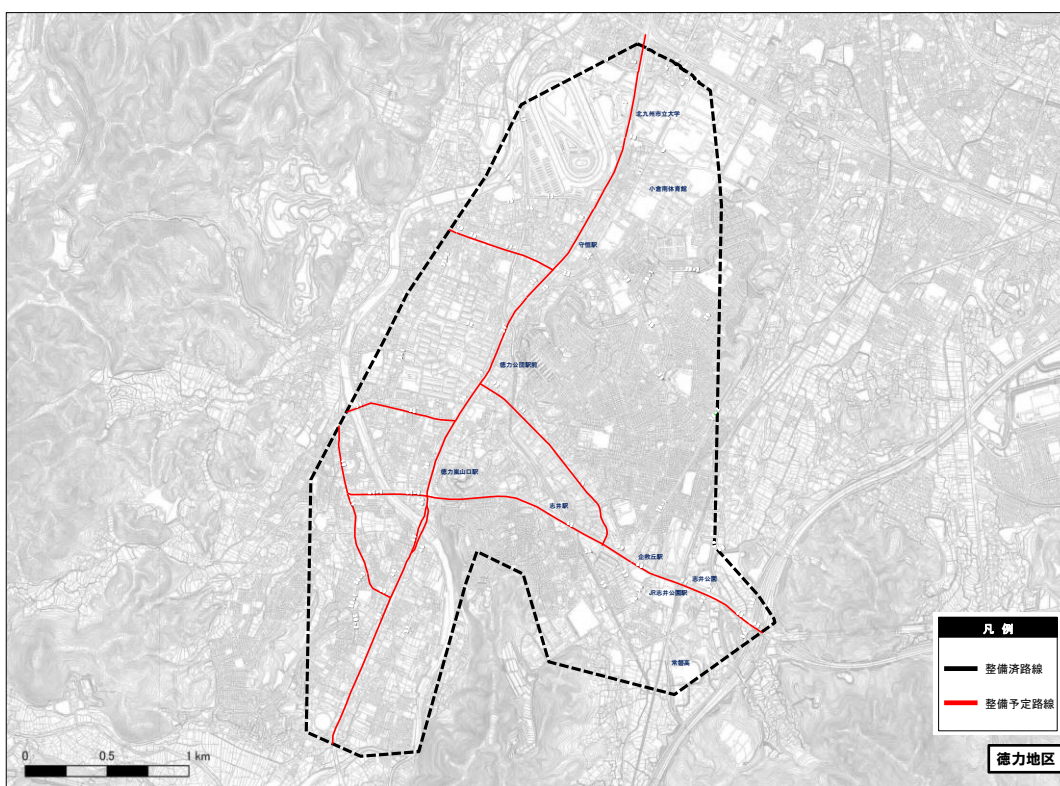 北九州市立大学
小倉南体育館
守恒駅
徳力公団駅前
徳力嵐山口駅
志井駅
企救丘駅
志井公園
JR志井公園駅
常磐高
凡 例
整備済路線
整備予定路線
0 0.5 1 km
徳力地区